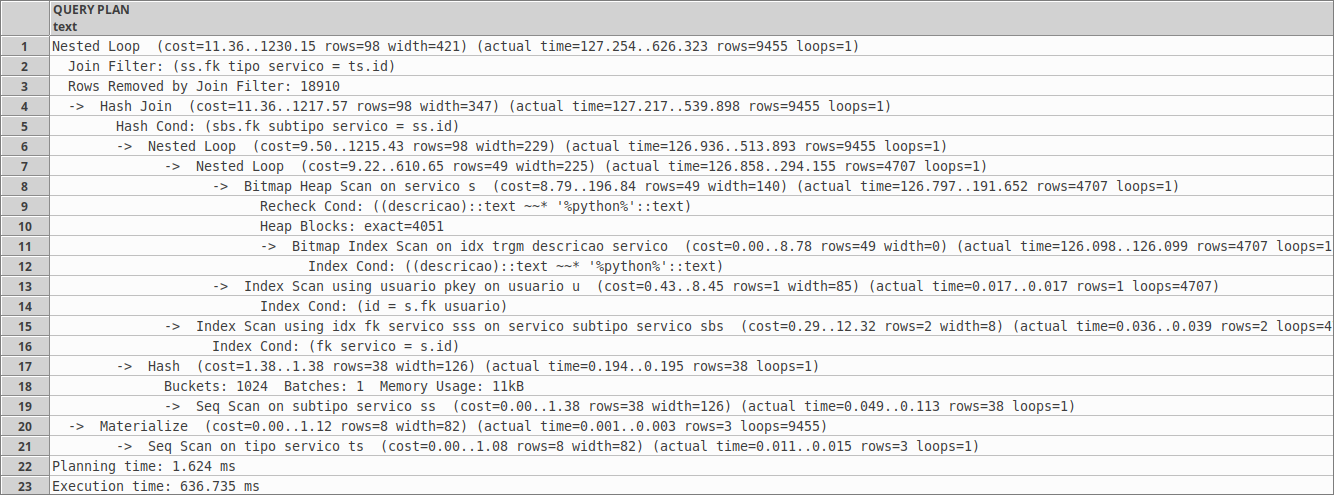 QUERY PLAN
text
1 Nested Loop (cost=11.36..1230.15 rows=98 width=421) (actual time=127.254..626.323 rows=9455 loops=1)
2 Join Filter: (ss.fk tipo servico = ts.id)
3 Rows Removed by Join Filter: 18910
4 -> Hash Join (cost=11.36..1217.57 rows=98 width=347) (actual time=127.217..539.898 rows=9455 loops=1)
5 Hash Cond: (sbs.fk subtipo servico = ss.id)
6 -> Nested Loop (cost=9.50..1215.43 rows=98 width=229) (actual time=126.936..513.893 rows=9455 loops=1)
7 -> Nested Loop (cost=9.22..610.65 rows=49 width=225) (actual time=126.858..294.155 rows=4707 loops=1)
8 -> Bitmap Heap Scan on servico s (cost=8.79..196.84 rows=49 width=140) (actual time=126.797..191.652 rows=4707 loops=1)
9 Recheck Cond: ((descricao)::text ~~* '%python%'::text)
10 Heap Blocks: exact=4051
11 -> Bitmap Index Scan on idx trgm descricao servico (cost=0.00..8.78 rows=49 width=0) (actual time=126.098..126.099 rows=4707 loops=1
12 Index Cond: ((descricao)::text ~~* '%python%'::text)
13 -> Index Scan using usuario pkey on usuario u (cost=0.43..8.45 rows=1 width=85) (actual time=0.017..0.017 rows=1 loops=4707)
14 Index Cond: (id = s.fk usuario)
15 -> Index Scan using idx fk servico sss on servico subtipo servico sbs (cost=0.29..12.32 rows=2 width=8) (actual time=0.036..0.039 rows=2 loops=4
16 Index Cond: (fk servico = s.id)
17 -> Hash (cost=1.38..1.38 rows=38 width=126) (actual time=0.194..0.195 rows=38 loops=1)
18 Buckets: 1024 Batches: 1 Memory Usage: 11kB
19 -> Seq Scan on subtipo servico ss (cost=0.00..1.38 rows=38 width=126) (actual time=0.049..0.113 rows=38 loops=1)
20 -> Materialize (cost=0.00..1.12 rows=8 width=82) (actual time=0.001..0.003 rows=3 loops=9455)
21 -> Seq Scan on tipo servico ts (cost=0.00..1.08 rows=8 width=82) (actual time=0.011..0.015 rows=3 loops=1)
22 Planning time: 1.624 ms
23 Execution time: 636.735 ms